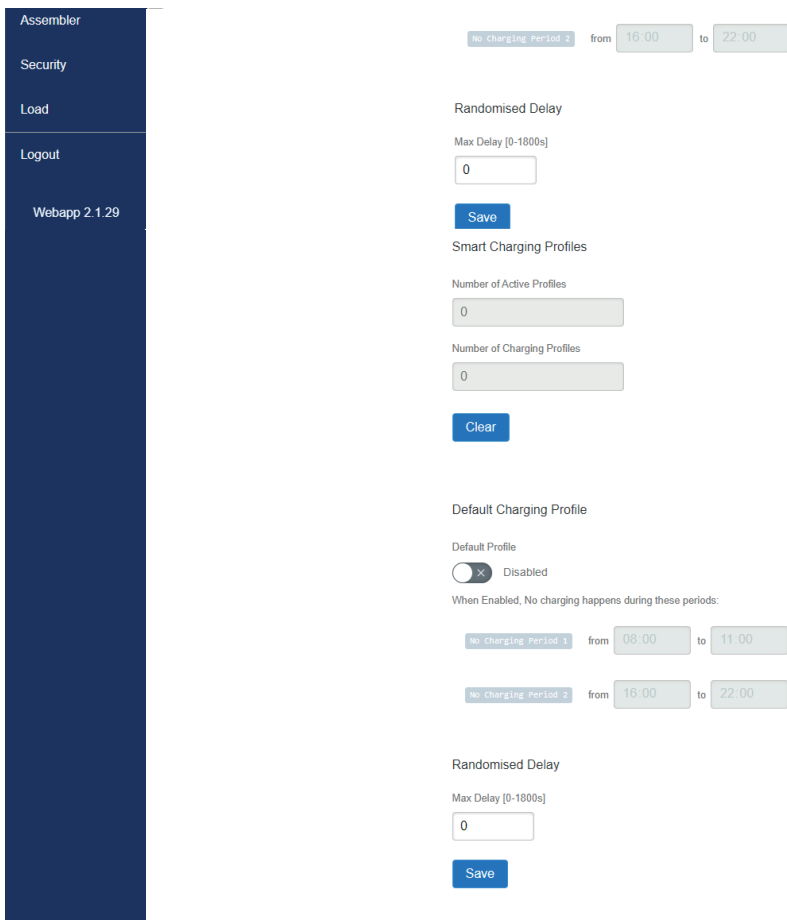 Assembler
Security
Load
Logout
Webapp 2.1.29
No Charging Period 2 from 16:00 to 22:00
Randomised Delay
Max Delay [0-1800s]
0
Save
Smart Charging Profiles
Number of Active Profiles
0
Number of Charging Profiles
0
Clear
Default Charging Profile
Default Profile
Disabled
When Enabled, No charging happens during these periods:
No Charging Period 1 from 08:00 to 11:00
No Charging Period 2 from 16:00 to 22:00
Randomised Delay
Max Delay [0-1800s]
0
Save